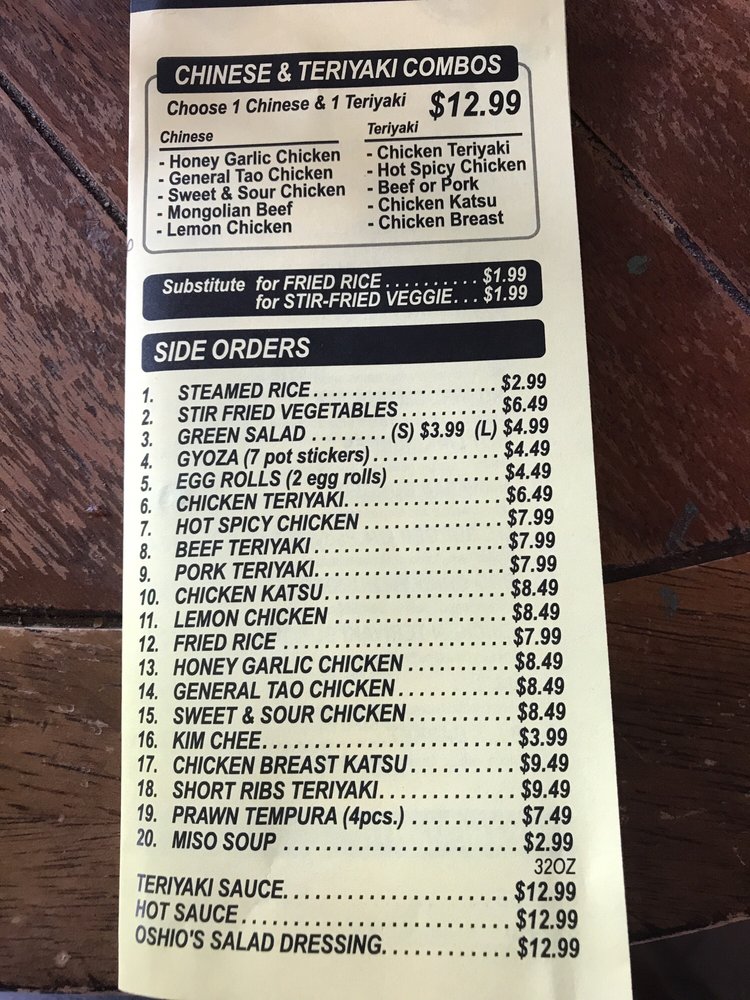 CHINESE & TERIYAKI COMBOS
Choose 1 Chinese & 1 Teriyaki $12.99
Chinese
- Honey Garlic Chicken
- General Tao Chicken
- Sweet & Sour Chicken
- Mongolian Beef
- Lemon Chicken
Teriyaki
- Chicken Teriyaki
- Hot Spicy Chicken
- Beef or Pork
- Chicken Katsu
- Chicken Breast
Substitute for FRIED RICE.......... $1.99
for STIR-FRIED VEGGIE... $1.99
SIDE ORDERS
1. STEAMED RICE.................... $2.99
2. STIR FRIED VEGETABLES.......... $6.49
3. GREEN SALAD ........ (S) $3.99 (L) $4.99
4. GYOZA (7 pot stickers).............. $4.49
5. EGG ROLLS (2 egg rolls) ............ $4.49
6. CHICKEN TERIYAKI................. $6.49
7. HOT SPICY CHICKEN ............... $7.99
8. BEEF TERIYAKI.................... $7.99
9. PORK TERIYAKI.................... $7.99
10. CHICKEN KATSU................... $8.49
11. LEMON CHICKEN .................. $8.49
12. FRIED RICE ...................... $7.99
13. HONEY GARLIC CHICKEN .......... $8.49
14. GENERAL TAO CHICKEN........... $8.49
15. SWEET & SOUR CHICKEN.......... $8.49
16. KIM CHEE........................ $3.99
17. CHICKEN BREAST KATSU.......... $9.49
18. SHORT RIBS TERIYAKI............. $9.49
19. PRAWN TEMPURA (4pcs.) .......... $7.49
20. MISO SOUP ...................... $2.99
32OZ
TERIYAKI SAUCE...................... $12.99
HOT SAUCE.......................... $12.99
OSHIO'S SALAD DRESSING............ $12.99